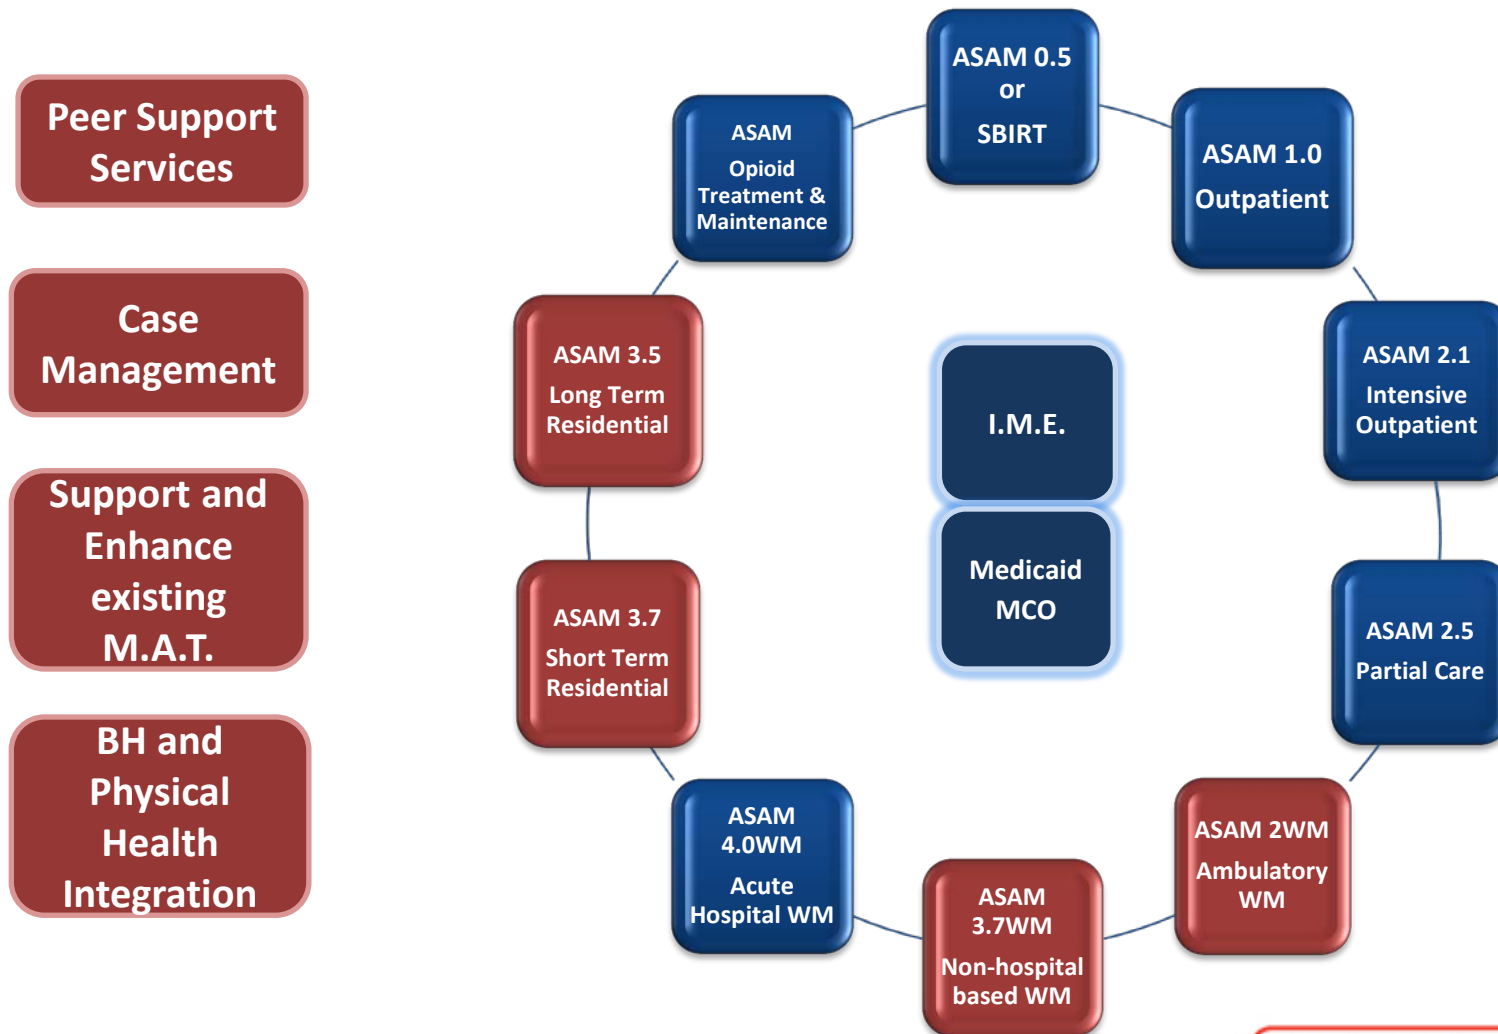 Peer Support
Services
Case
Management
Support and
Enhance
existing
M.A.T.
BH and
Physical
Health
Integration
ASAM 0.5
or
SBIRT
ASAM 1.0
Outpatient
ASAM 2.1
Intensive
Outpatient
ASAM 2.5
Partial Care
ASAM 2WM
Ambulatory
WM
ASAM
3.7WM
Non-hospital
based WM
ASAM
4.0WM
Acute
Hospital WM
ASAM 3.7
Short Term
Residential
ASAM 3.5
Long Term
Residential
ASAM
Opioid
Treatment &
Maintenance
I.M.E.
Medicaid
MCO